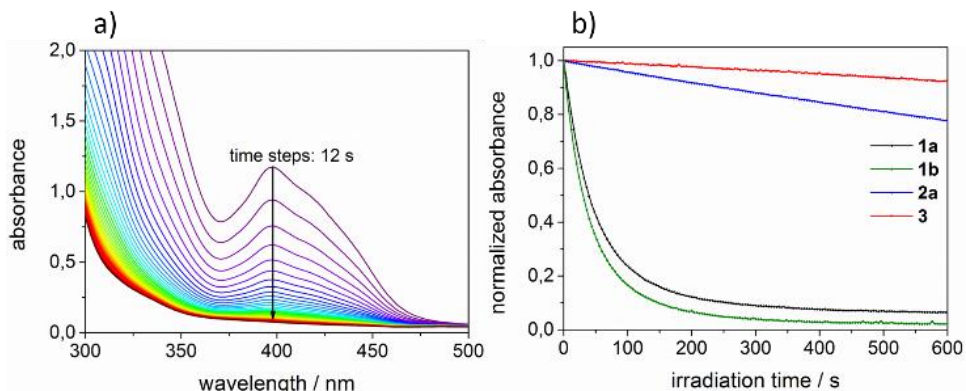 a)
2,0
1,5
1,0
0,5
0,0
absorbance
time steps: 12 s
300 350 400 450 500
wavelength / nm
b)
1,0
0,8
0,6
0,4
0,2
0,0
normalized absorbance
1a
1b
2a
3
0 100 200 300 400 500 600
irradiation time / s